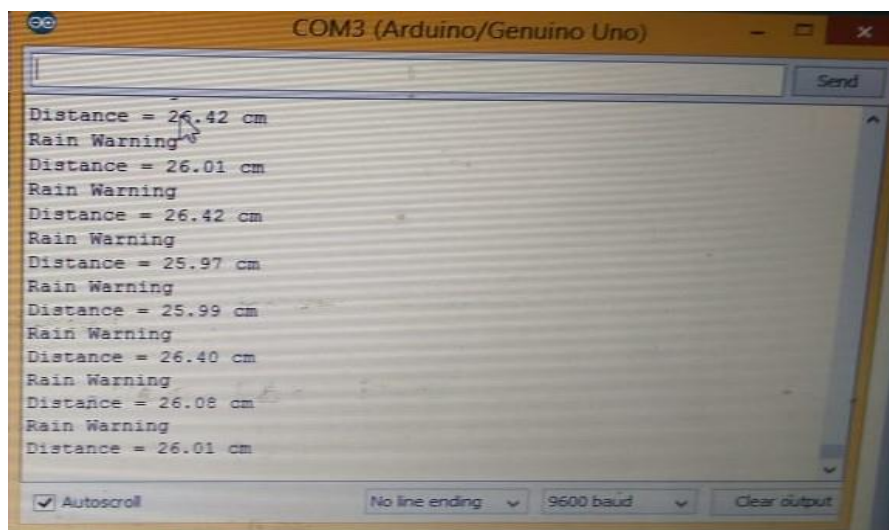 COM3 (Arduino/Genuino Uno)
Send
Distance = 26.42 cm
Rain Warning
Distance = 26.01 cm
Rain Warning
Distance = 26.42 cm
Rain Warning
Distance = 25.97 cm
Rain Warning
Distance = 25.99 cm
Rain Warning
Distance = 26.40 cm
Rain Warning
Distance = 26.08 cm
Rain Warning
Distance = 26.01 cm
Autoscroll No line ending 9600 baud Clear output